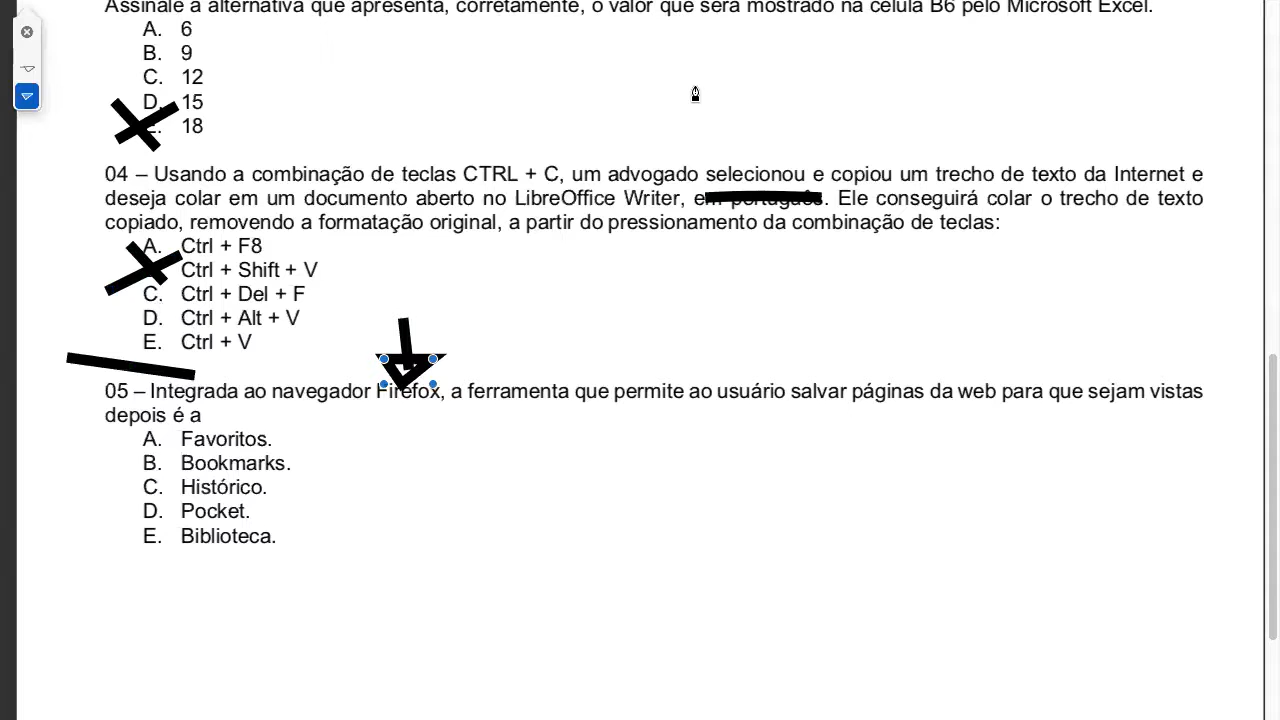 Assinale a alternativa que apresenta, corretamente, o valor que será mostrado na célula B6 pelo Microsoft Excel.
A. 6
B. 9
C. 12
D. 15
18
04 – Usando a combinação de teclas CTRL + C, um advogado selecionou e copiou um trecho de texto da Internet e
deseja colar em um documento aberto no LibreOffice Writer, em português. Ele conseguirá colar o trecho de texto
copiado, removendo a formatação original, a partir do pressionamento da combinação de teclas:
A. Ctrl + F8
Ctrl + Shift + V
C. Ctrl + Del + F
D. Ctrl + Alt + V
E. Ctrl + V
05 – Integrada ao navegador Firefox, a ferramenta que permite ao usuário salvar páginas da web para que sejam vistas
depois é a
A. Favoritos.
B. Bookmarks.
C. Histórico.
D. Pocket.
E. Biblioteca.